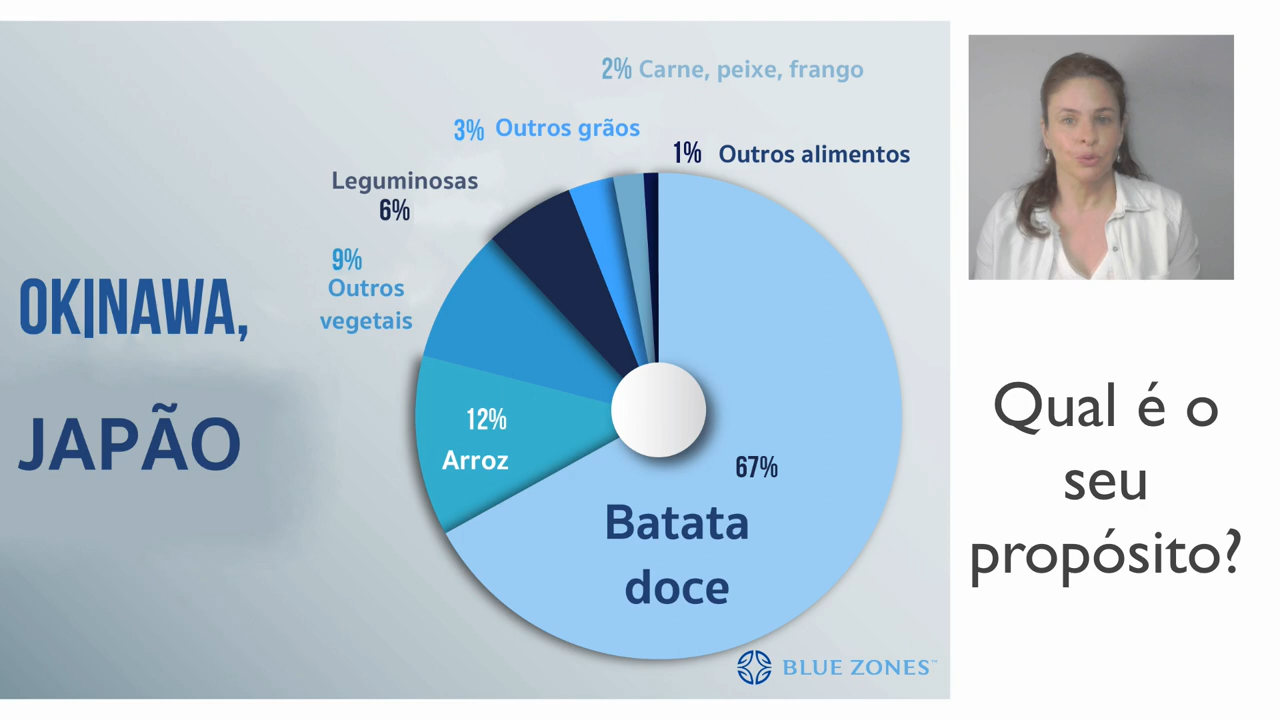 OKINAWA,
JAPÃO
2% Carne, peixe, frango
3% Outros grãos
1% Outros alimentos
Leguminosas
6%
9%
Outros
vegetais
12%
Arroz
67%
Batata
doce
BLUE ZONES™
Qual é o
seu
propósito?